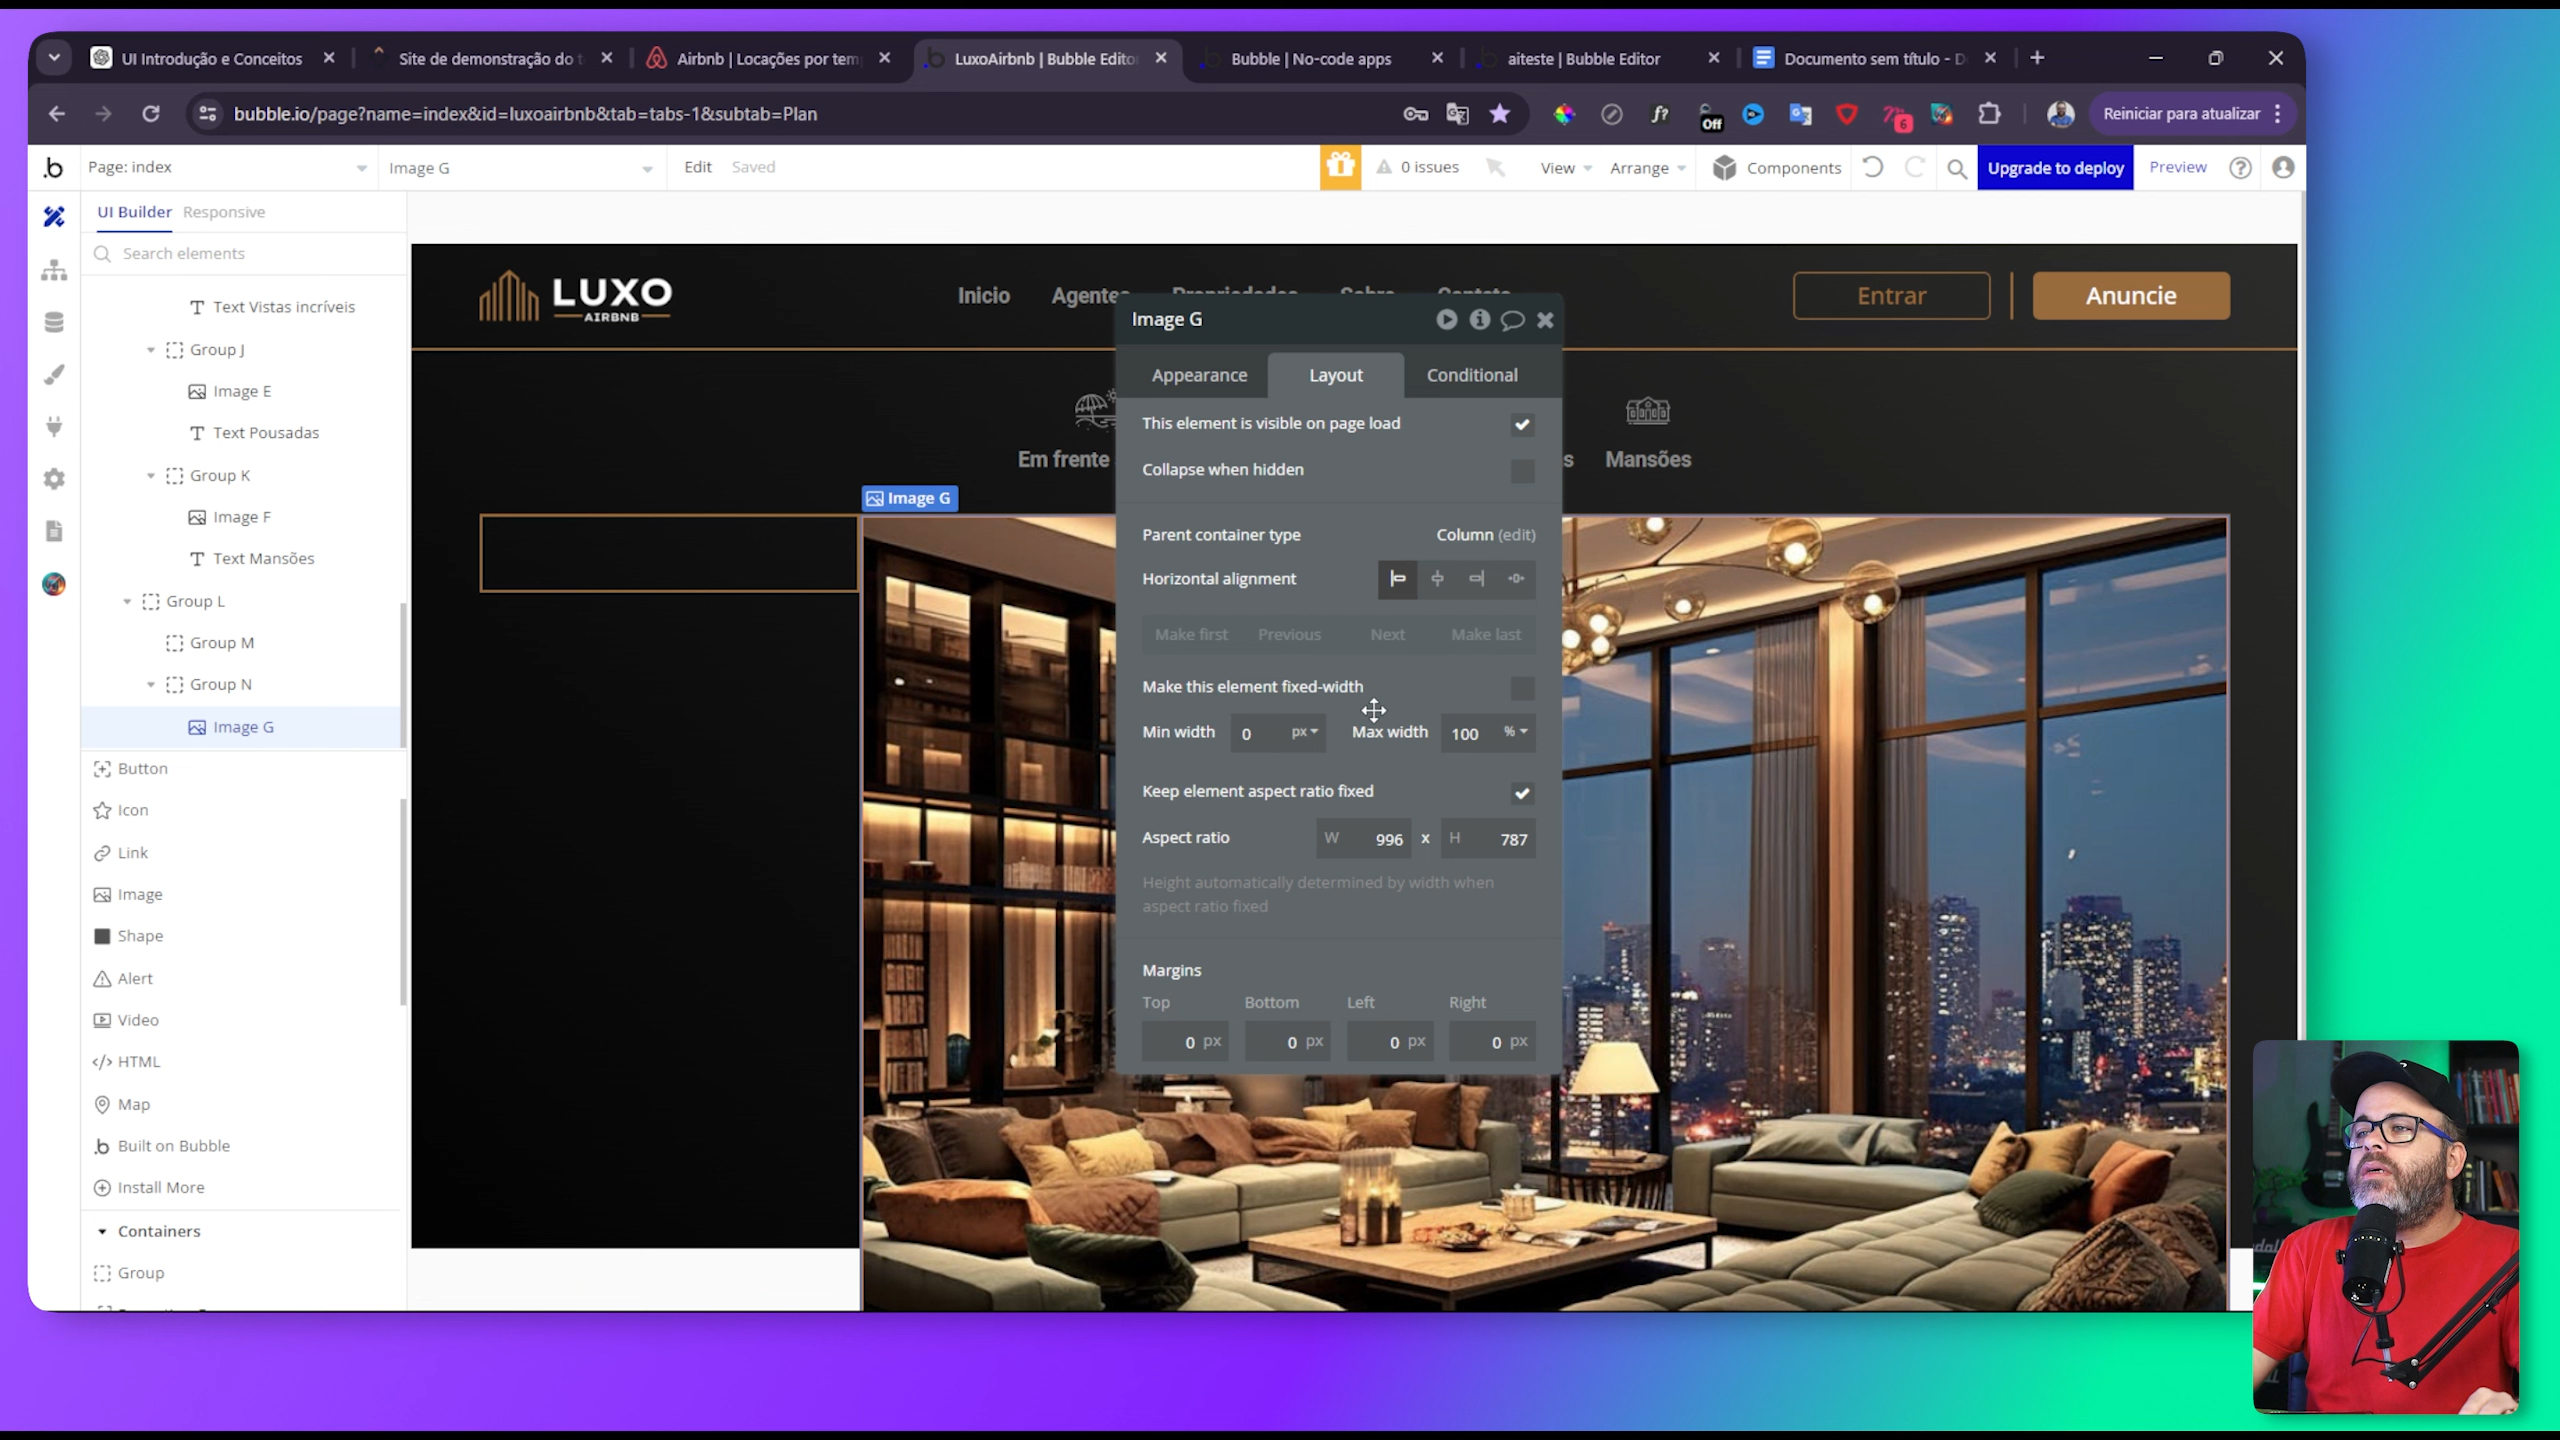 UI Introdução e Conceitos
Site de demonstração do t
Airbnb | Locações por tem
LuxoAirbnb | Bubble Edito
Bubble | No-code apps
aiteste | Bubble Editor
Documento sem título - D
bubble.io/page?name=index&id=luxoairbnb&tab=tabs-1&subtab=Plan
f?
Off
6
Reiniciar para atualizar
.b
Page: index
Image G
Edit
Saved
0 issues
View
Arrange
Components
Upgrade to deploy
Preview
UI Builder
Responsive
Search elements
Text Vistas incríveis
Group J
Image E
Text Pousadas
Group K
Image F
Text Mansões
Group L
Group M
Group N
Image G
Button
Icon
Link
Image
Shape
Alert
Video
HTML
Map
Built on Bubble
Install More
Containers
Group
LUXO
AIRBNB
Inicio
Agentes
Propriedades
Sobre
Contato
Entrar
Anuncie
Em frente
s
Mansões
Image G
Image G
Appearance
Layout
Conditional
This element is visible on page load
Collapse when hidden
Parent container type
Column (edit)
Horizontal alignment
Make first
Previous
Next
Make last
Make this element fixed-width
Min width
0
px
Max width
100
%
Keep element aspect ratio fixed
Aspect ratio
W 996 x H 787
Height automatically determined by width when
aspect ratio fixed
Margins
Top
Bottom
Left
Right
0 px
0 px
0 px
0 px